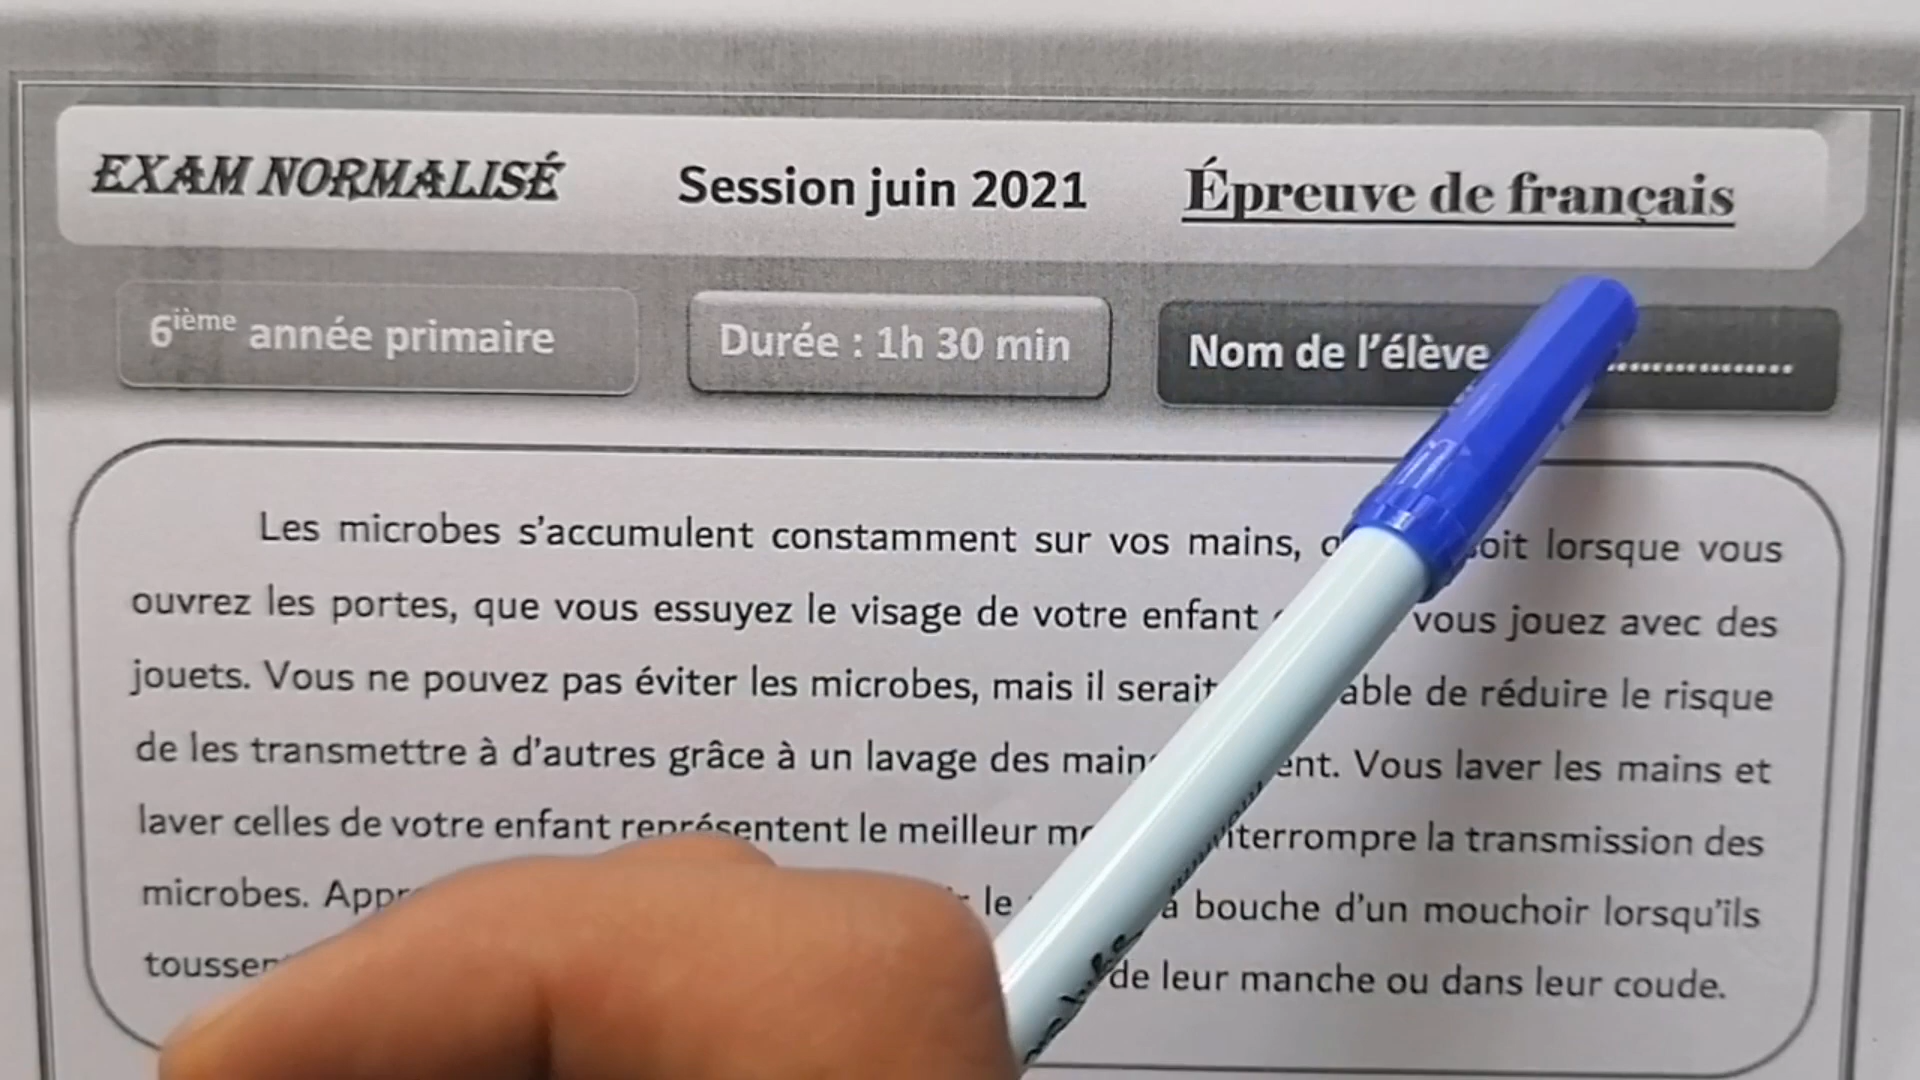 EXAM NORMALISÉ Session juin 2021 Épreuve de français
6ième année primaire Durée : 1h 30 min Nom de l'élève ................
Les microbes s'accumulent constamment sur vos mains, lorsque vous
ouvrez les portes, que vous essuyez le visage de votre enfant vous jouez avec des
jouets. Vous ne pouvez pas éviter les microbes, mais il serait de réduire le risque
de les transmettre à d'autres grâce à un lavage des mains Vous laver les mains et
laver celles de votre enfant représentent le meilleur la transmission des
microbes. le bouche d'un mouchoir lorsqu'ils
de leur manche ou dans leur coude.